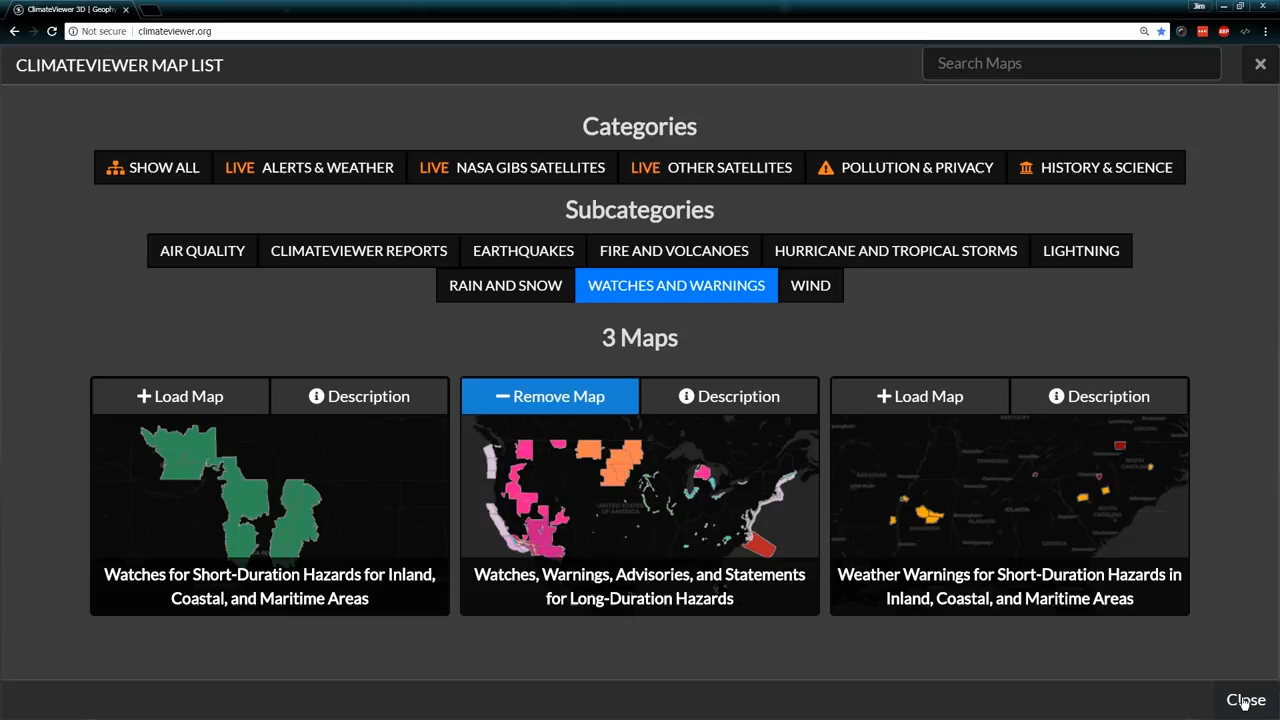 ClimateViewer 3D | Geoph
Jim
Not secure | climateviewer.org
ABP
CLIMATEVIEWER MAP LIST
Search Maps
Categories
SHOW ALL
LIVE ALERTS & WEATHER
LIVE NASA GIBS SATELLITES
LIVE OTHER SATELLITES
POLLUTION & PRIVACY
HISTORY & SCIENCE
Subcategories
AIR QUALITY
CLIMATEVIEWER REPORTS
EARTHQUAKES
FIRE AND VOLCANOES
HURRICANE AND TROPICAL STORMS
LIGHTNING
RAIN AND SNOW
WATCHES AND WARNINGS
WIND
3 Maps
Load Map
Description
Remove Map
Description
Load Map
Description
Watches for Short-Duration Hazards for Inland,
Coastal, and Maritime Areas
Watches, Warnings, Advisories, and Statements
for Long-Duration Hazards
Weather Warnings for Short-Duration Hazards in
Inland, Coastal, and Maritime Areas
Close